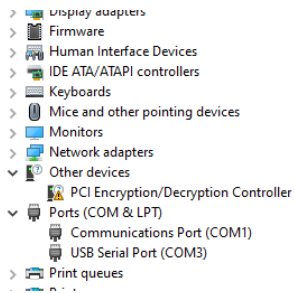 Display adapters
Firmware
Human Interface Devices
IDE ATA/ATAPI controllers
Keyboards
Mice and other pointing devices
Monitors
Network adapters
Other devices
PCI Encryption/Decryption Controller
Ports (COM & LPT)
Communications Port (COM1)
USB Serial Port (COM3)
Print queues